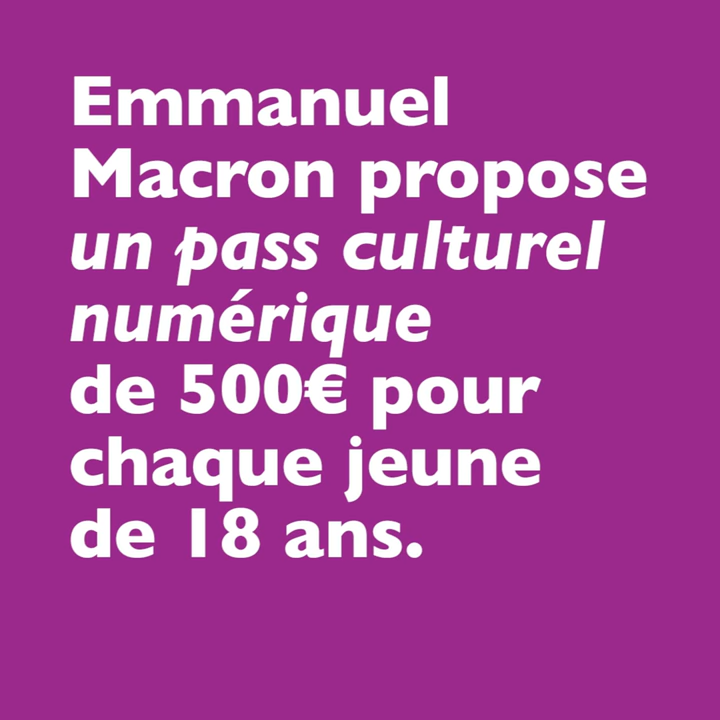 Emmanuel
Macron propose
un pass culturel
numérique
de 500€ pour
chaque jeune
de 18 ans.